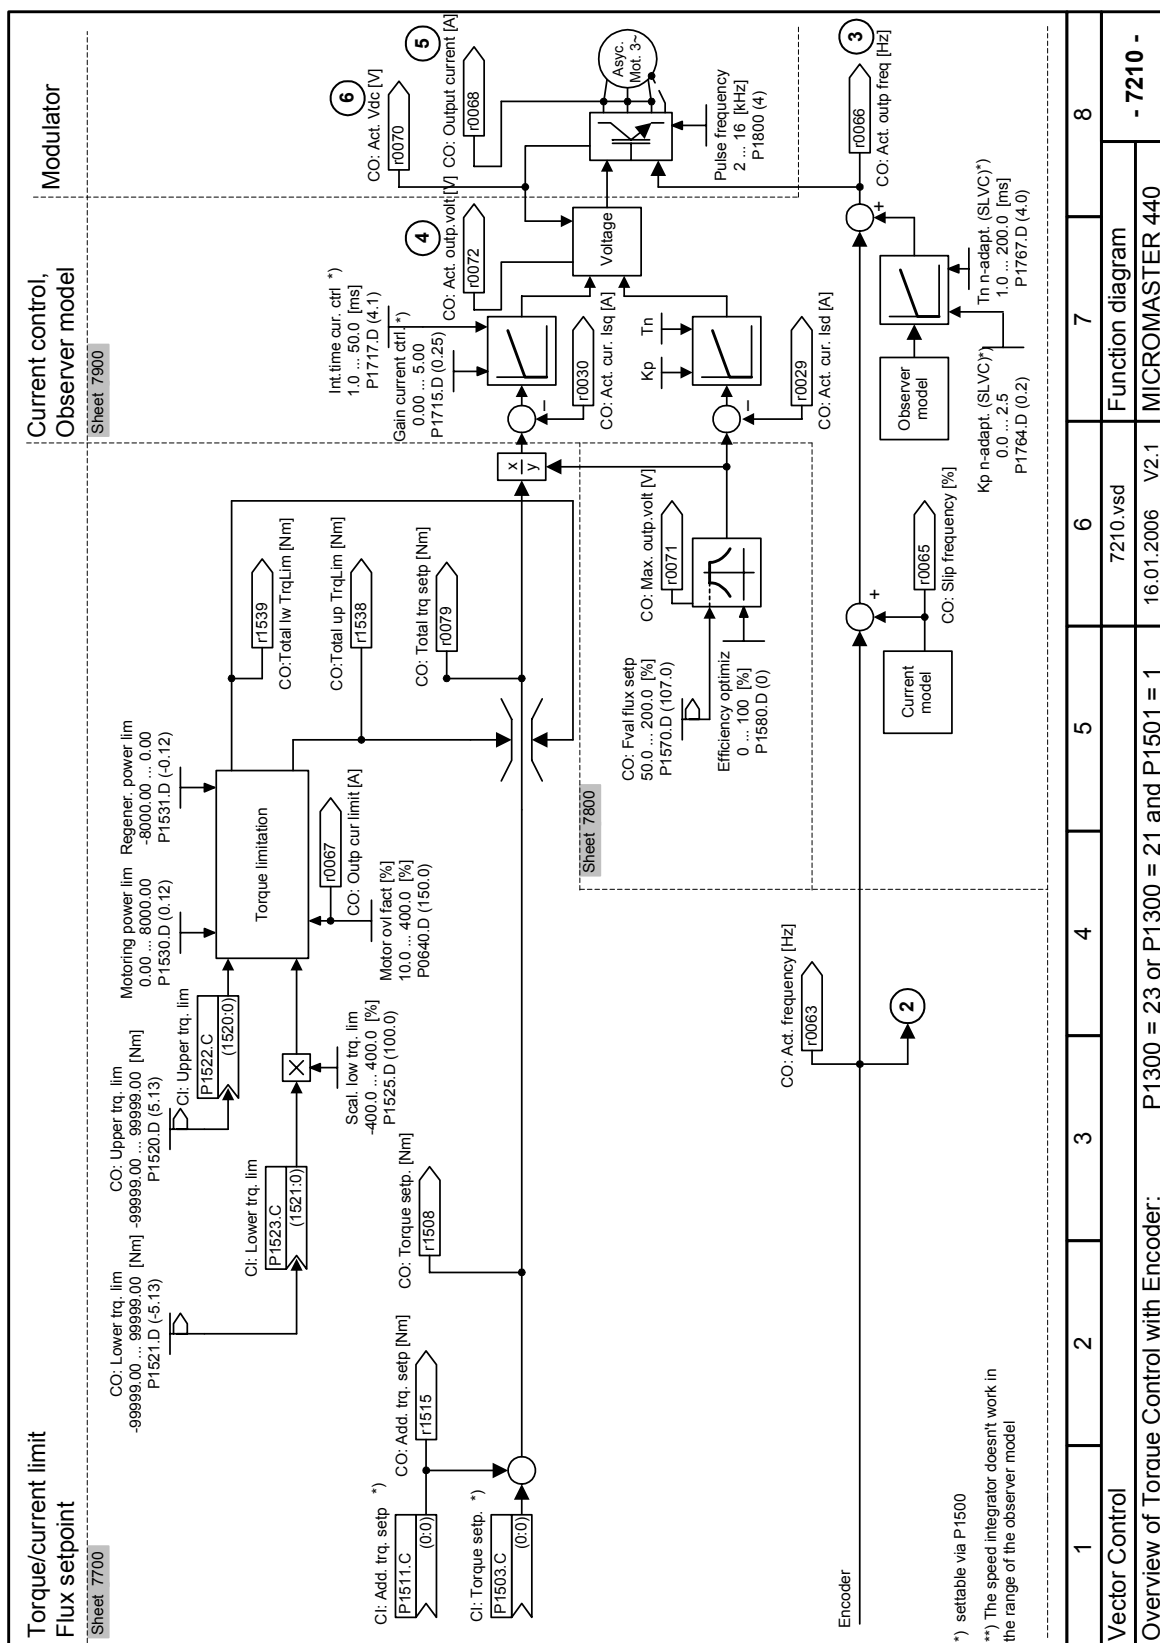 Torque/current limit
Flux setpoint
Sheet 7700
Current control,
Observer model
Sheet 7900
Modulator
CO: Lower trq. lim
-99999.00 ... 99999.00 [Nm]
P1521.D (-5.13)
CO: Upper trq. lim
-99999.00 ... 99999.00 [Nm]
P1520.D (5.13)
CI: Upper trq. lim
P1522.C
(1520:0)
CI: Lower trq. lim
P1523.C
(1521:0)
Scal. low trq. lim
-400.0 ... 400.0 [%]
P1525.D (100.0)
Motoring power lim
0.00 ... 8000.00
P1530.D (0.12)
Regener. power lim
-8000.00 ... 0.00
P1531.D (-0.12)
Torque limitation
r0067
CO: Outp cur limit [A]
Motor ovl fact [%]
10.0 ... 400.0 [%]
P0640.D (150.0)
r1539
CO:Total lw TrqLim [Nm]
CO:Total up TrqLim [Nm]
r1538
CO: Total trq setp [Nm]
r0079
CI: Add. trq. setp *)
P1511.C
(0:0)
CO: Add. trq. setp [Nm]
r1515
CI: Torque setp. *)
P1503.C
(0:0)
CO: Torque setp. [Nm]
r1508
x
y
Int.time cur. ctrl *)
1.0 ... 50.0 [ms]
P1717.D (4.1)
Gain current ctrl.*)
0.00 ... 5.00
P1715.D (0.25)
r0030
CO: Act. cur. Isq [A]
–
Kp
Tn
r0029
CO: Act. cur. Isd [A]
–
6
CO: Act. Vdc [V]
r0070
5
CO: Output current [A]
r0068
4
CO: Act. outp.volt[V]
r0072
Voltage
Asyc.
Mot. 3~
Pulse frequency
2 ... 16 [kHz]
P1800 (4)
Sheet 7800
CO: Fval flux setp
50.0 ... 200.0 [%]
P1570.D (107.0)
Efficiency optimiz
0 ... 100 [%]
P1580.D (0)
CO: Max. outp.volt [V]
r0071
CO: Act. frequency [Hz]
r0063
2
Encoder
Current
model
r0065
CO: Slip frequency [%]
+
Observer
model
Kp n-adapt. (SLVC)*)
0.0 ... 2.5
P1764.D (0.2)
Tn n-adapt. (SLVC)*)
1.0 ... 200.0 [ms]
P1767.D (4.0)
+
3
r0066
CO: Act. outp freq [Hz]
*) settable via P1500
**) The speed integrator doesn't work in
the range of the observer model
1 2 3 4 5 6 7 8
Vector Control
7210.vsd
Function diagram
- 7210 -
Overview of Torque Control with Encoder: P1300 = 23 or P1300 = 21 and P1501 = 1
16.01.2006 V2.1
MICROMASTER 440